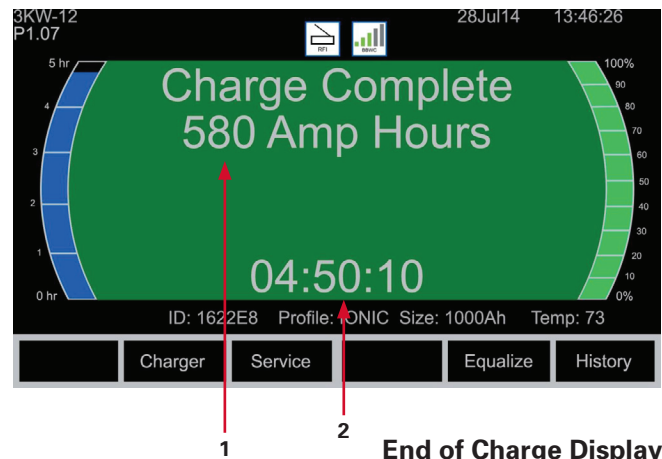 3KW-12
P1.07
RFI
BBWC
28Jul14 13:46:26
5 hr
4
3
2
1
0 hr
Charge Complete
580 Amp Hours
04:50:10
100%
90
80
70
60
50
40
30
20
10
0%
ID: 1622E8 Profile: IONIC Size: 1000Ah Temp: 73
Charger Service Equalize History
1
2
End of Charge Display